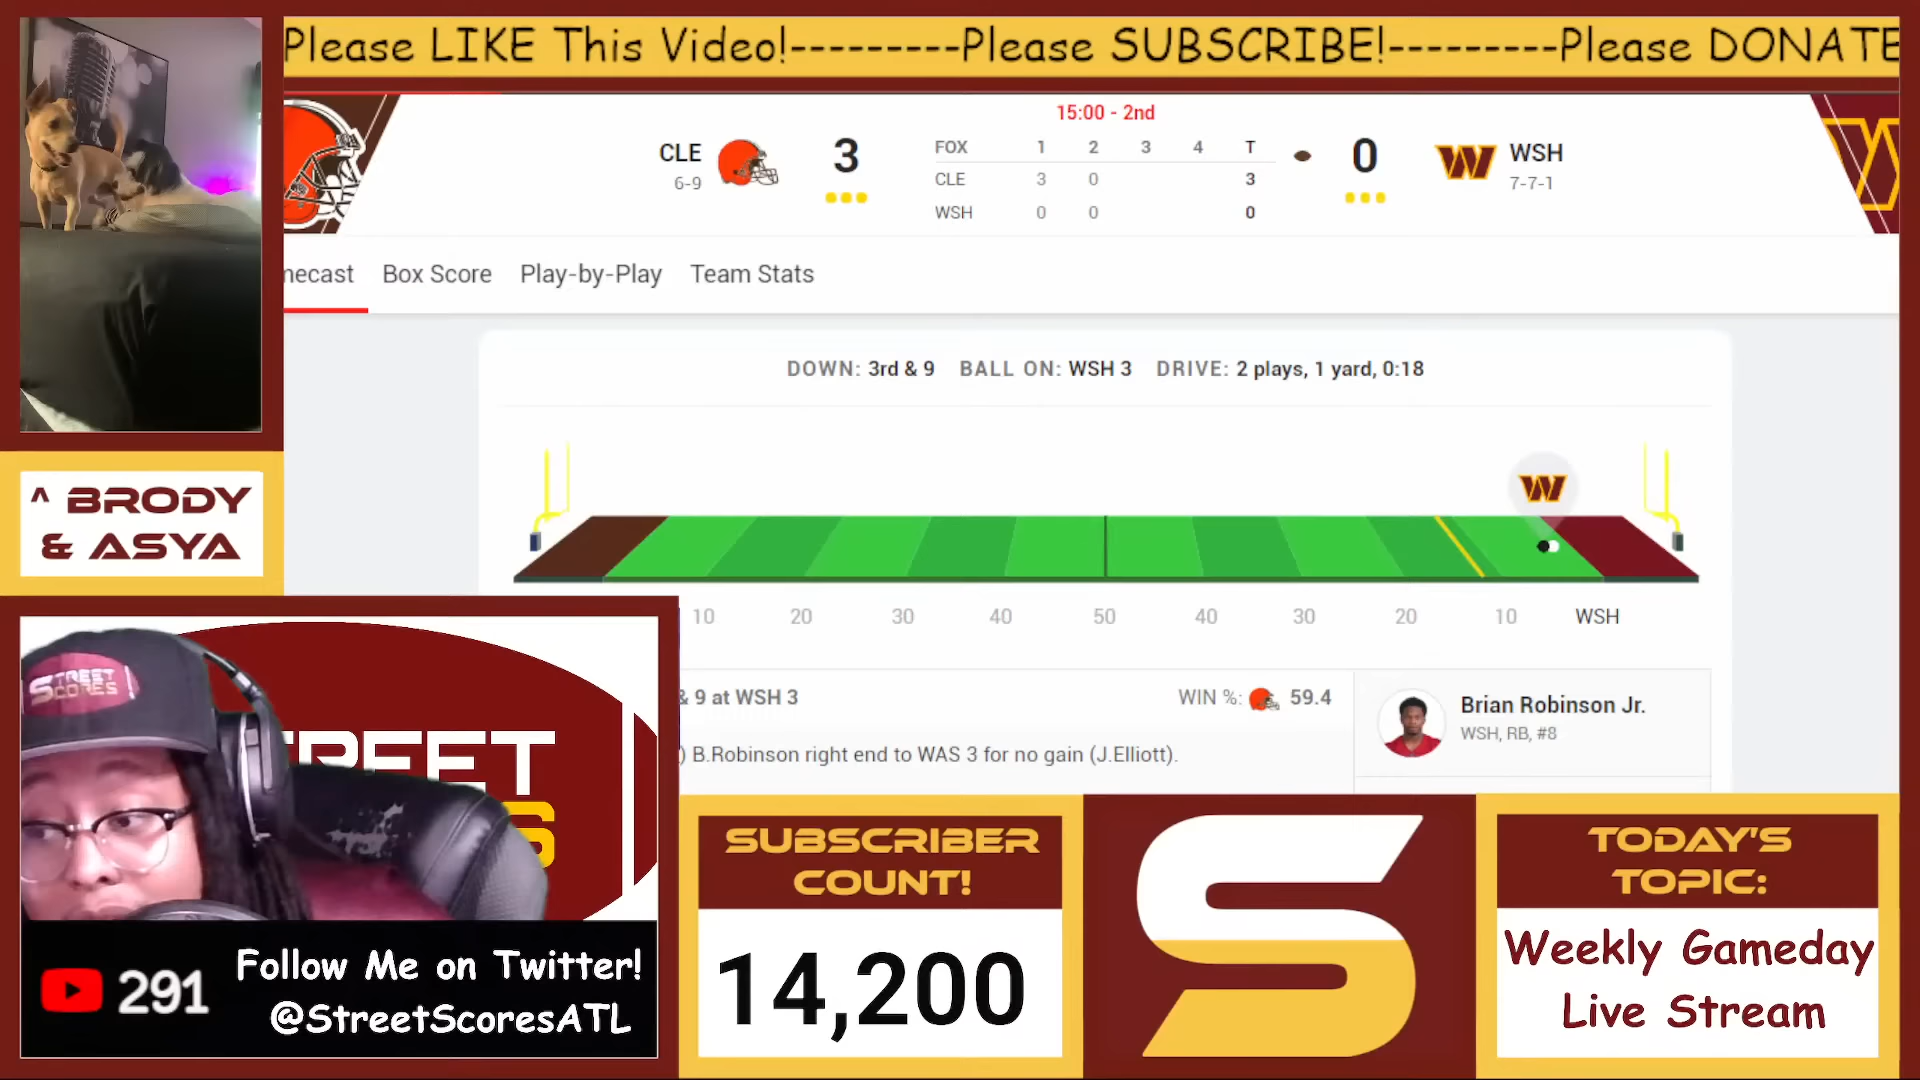 Please LIKE This Video!---------Please SUBSCRIBE!---------Please DONATE
15:00 - 2nd
CLE
6-9
3
FOX 1 2 3 4 T
CLE 3 0 3
WSH 0 0 0
0
WSH
7-7-1
necast Box Score Play-by-Play Team Stats
DOWN: 3rd & 9 BALL ON: WSH 3 DRIVE: 2 plays, 1 yard, 0:18
W
10 20 30 40 50 40 30 20 10 WSH
& 9 at WSH 3
WIN %: 59.4
) B.Robinson right end to WAS 3 for no gain (J.Elliott).
Brian Robinson Jr.
WSH, RB, #8
^ BRODY
& ASYA
STREET
SCORES
REET
S
291
Follow Me on Twitter!
@StreetScoresATL
SUBSCRIBER
COUNT!
14,200
S
TODAY'S
TOPIC:
Weekly Gameday
Live Stream